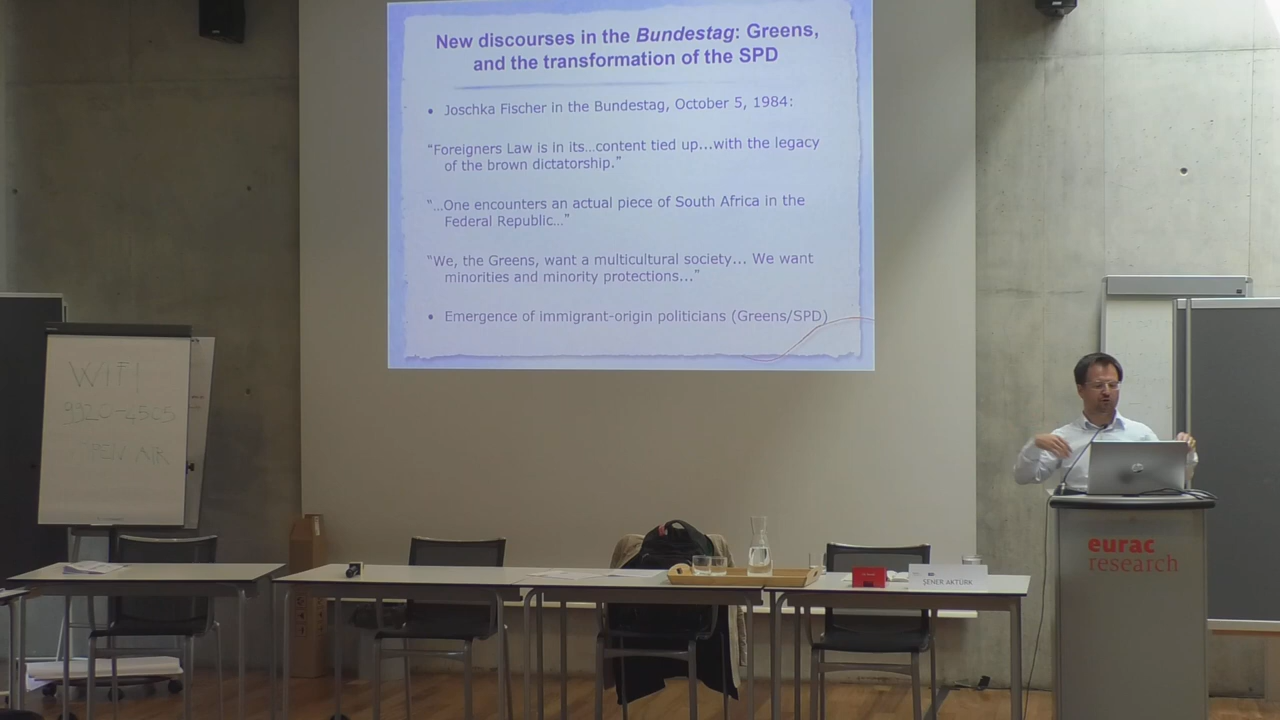 New discourses in the Bundestag: Greens,
and the transformation of the SPD
• Joschka Fischer in the Bundestag, October 5, 1984:
“Foreigners Law is in its…content tied up…with the legacy
of the brown dictatorship.”
“…One encounters an actual piece of South Africa in the
Federal Republic…”
“We, the Greens, want a multicultural society… We want
minorities and minority protections…”
• Emergence of immigrant-origin politicians (Greens/SPD)
WIFI
eurac
research
ŞENER AKTÜRK